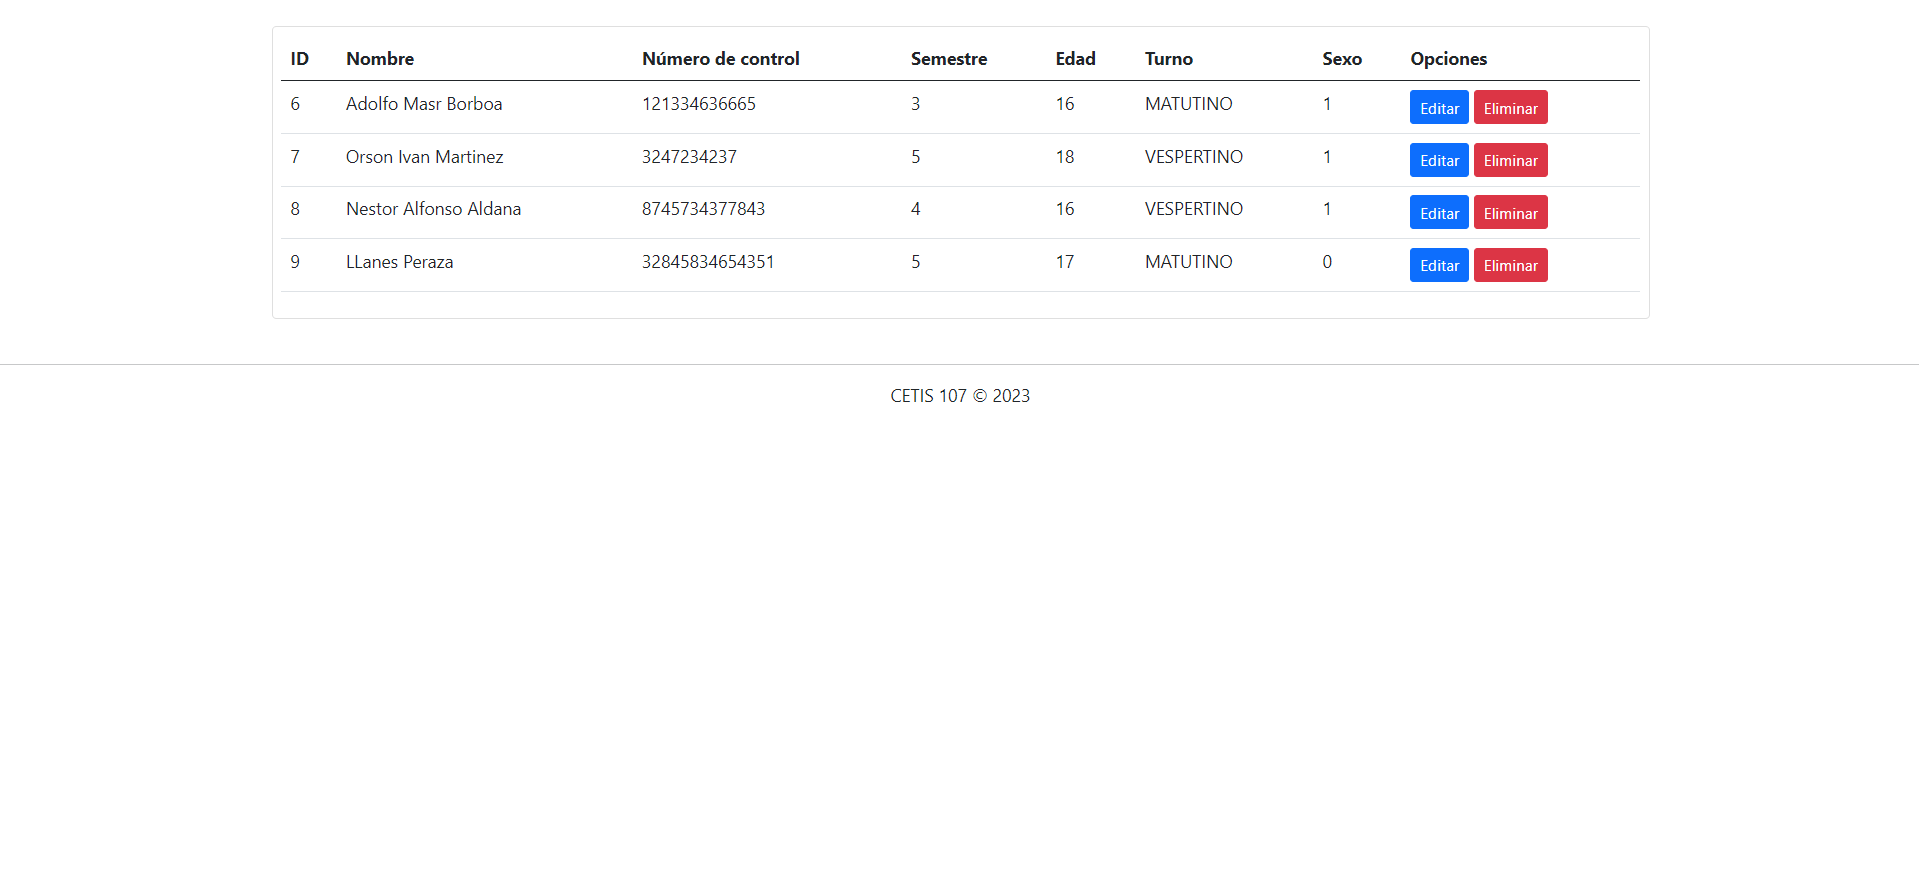 ID Nombre Número de control Semestre Edad Turno Sexo Opciones
6 Adolfo Masr Borboa 121334636665 3 16 MATUTINO 1 Editar Eliminar
7 Orson Ivan Martinez 3247234237 5 18 VESPERTINO 1 Editar Eliminar
8 Nestor Alfonso Aldana 8745734377843 4 16 VESPERTINO 1 Editar Eliminar
9 LLanes Peraza 32845834654351 5 17 MATUTINO 0 Editar Eliminar
CETIS 107 © 2023